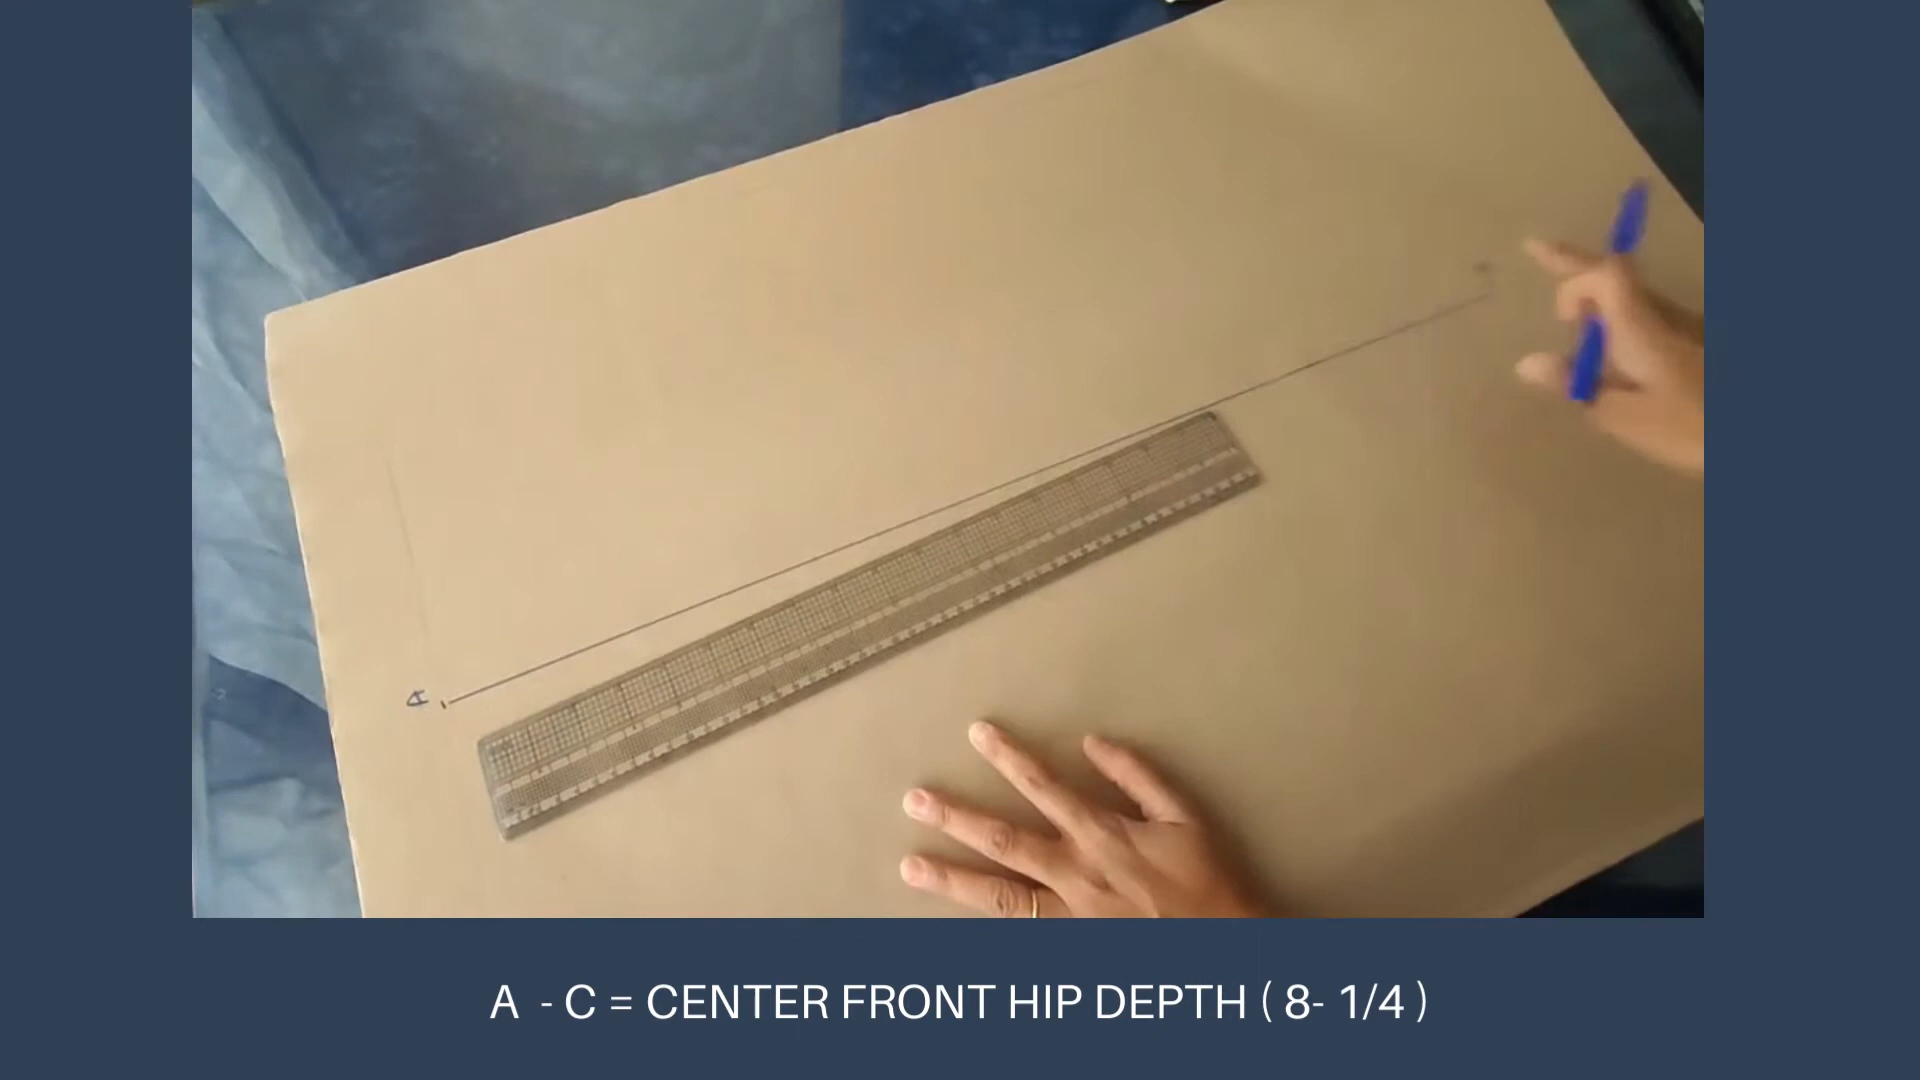 A
A - C = CENTER FRONT HIP DEPTH ( 8- 1/4 )